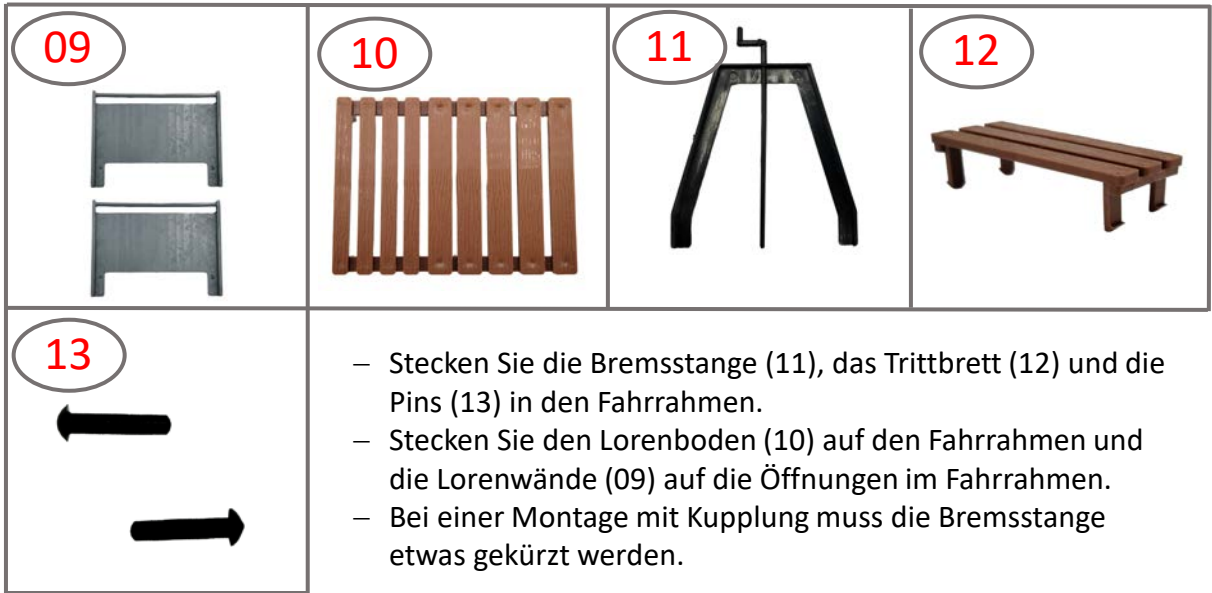 09
10
11
12
13
– Stecken Sie die Bremsstange (11), das Trittbrett (12) und die
Pins (13) in den Fahrrahmen.
– Stecken Sie den Lorenboden (10) auf den Fahrrahmen und
die Lorenwände (09) auf die Öffnungen im Fahrrahmen.
– Bei einer Montage mit Kupplung muss die Bremsstange
etwas gekürzt werden.